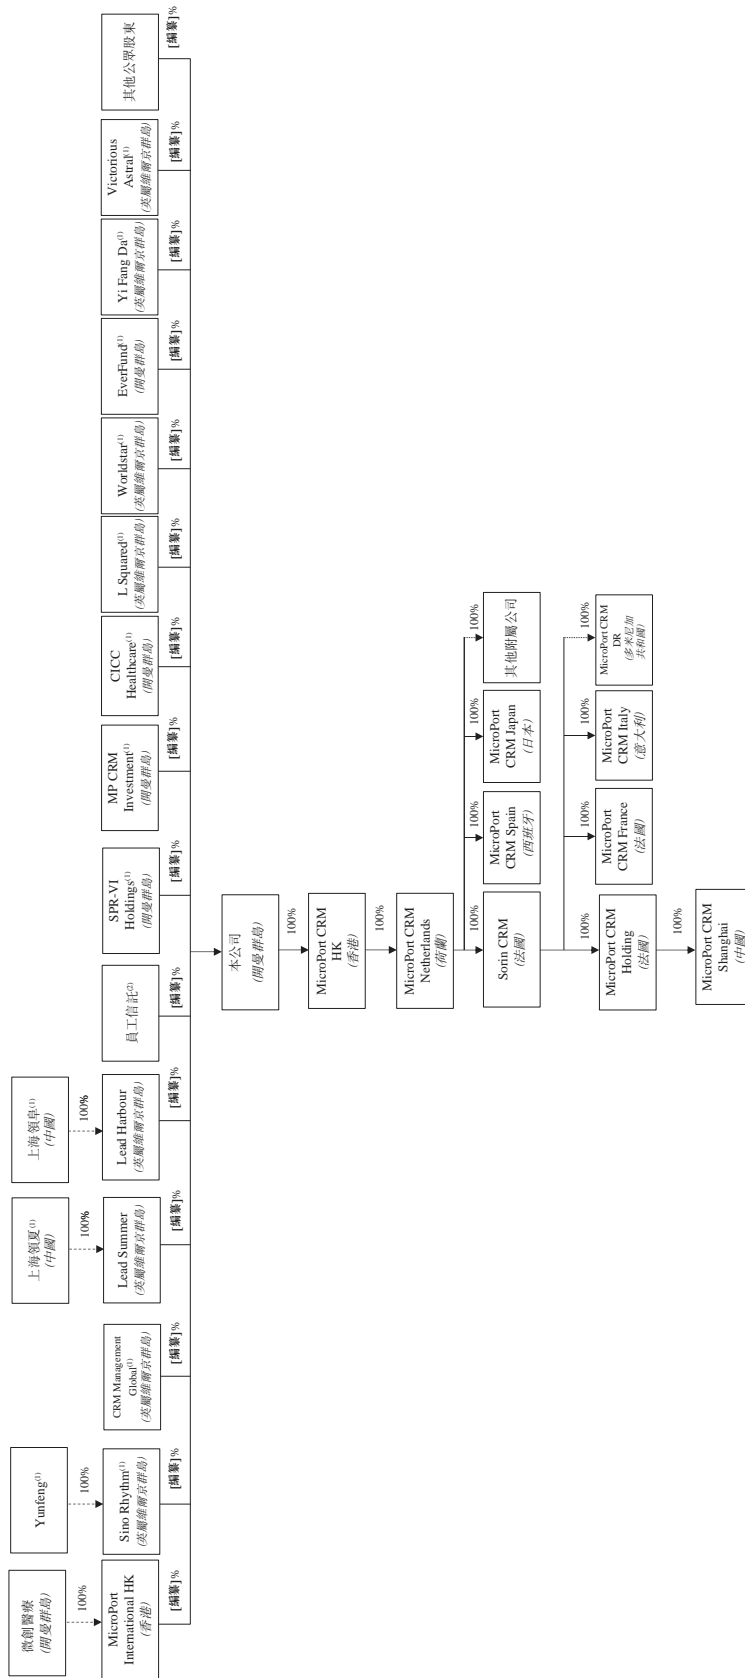 微創醫療
(開曼群島)
100%
MicroPort
International HK
(香港)
[編纂]%
Yunfeng(1)
100%
Sino Rhythm(1)
(英屬維爾京群島)
[編纂]%
CRM Management
Global(1)
(英屬維爾京群島)
[編纂]%
上海領夏(1)
(中國)
100%
Lead Summer
(英屬維爾京群島)
[編纂]%
上海領阜(1)
(中國)
100%
Lead Harbour
(英屬維爾京群島)
[編纂]%
員工信託(2)
[編纂]%
SPR-VI
Holdings(1)
(開曼群島)
[編纂]%
MP CRM
Investment(1)
(開曼群島)
[編纂]%
CICC
Healthcare(1)
(開曼群島)
[編纂]%
L Squared(1)
(英屬維爾京群島)
[編纂]%
Worldstar(1)
(英屬維爾京群島)
[編纂]%
EverFund(1)
(開曼群島)
[編纂]%
Yi Fang Da(1)
(英屬維爾京群島)
[編纂]%
Victorious
Astral(1)
(英屬維爾京群島)
[編纂]%
其他公眾股東
[編纂]%
本公司
(開曼群島)
100%
MicroPort CRM
HK
(香港)
100%
MicroPort CRM
Netherlands
(荷蘭)
100%
Sorin CRM
(法國)
100%
MicroPort
CRM Spain
(西班牙)
100%
MicroPort
CRM Japan
(日本)
100%
其他附屬公司
100%
MicroPort CRM
Holding
(法國)
100%
MicroPort
CRM France
(法國)
100%
MicroPort
CRM Italy
(意大利)
100%
MicroPort CRM
DR
(多米尼加
共和國)
100%
MicroPort CRM
Shanghai
(中國)